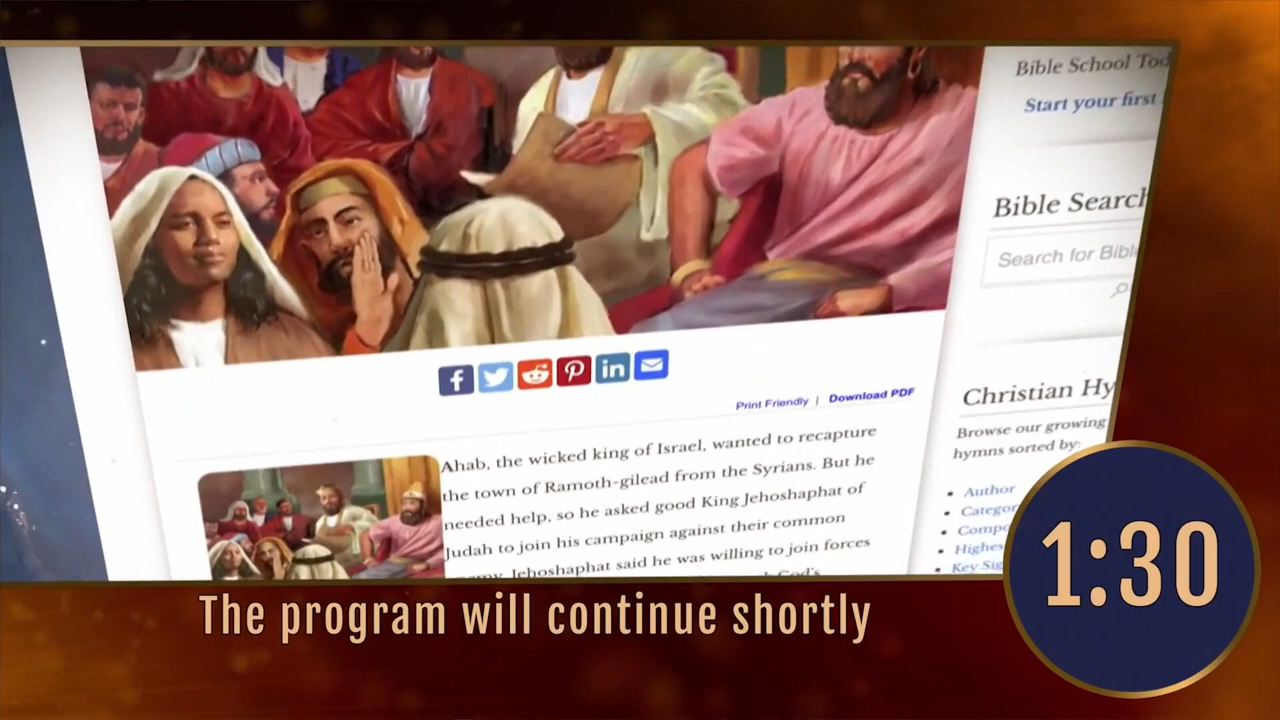 Bible School Tod
Start your first
Bible Search
Search for Bible
Print Friendly | Download PDF
Christian Hy
Browse our growing
hymns sorted by:
Author
Categor
Compo
Highes
Key Sig
Ahab, the wicked king of Israel, wanted to recapture
the town of Ramoth-gilead from the Syrians. But he
needed help, so he asked good King Jehoshaphat of
Judah to join his campaign against their common
Jehoshaphat said he was willing to join forces
God's
1:30
The program will continue shortly